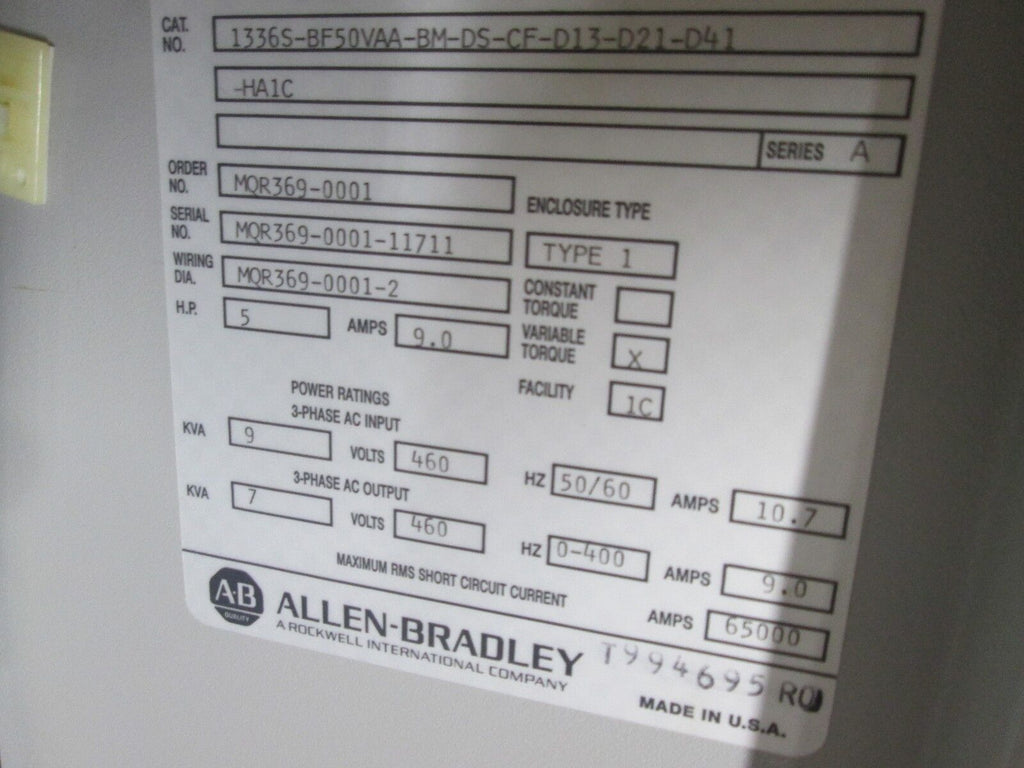 CAT. NO. 1336S-BF50VAA-BM-DS-CF-D13-D21-D41
-HA1C
SERIES A
ORDER NO. MQR369-0001
ENCLOSURE TYPE
SERIAL NO. MQR369-0001-11711
TYPE 1
WIRING DIA. MQR369-0001-2
CONSTANT TORQUE
H.P. 5 AMPS 9.0
VARIABLE TORQUE X
FACILITY 1C
POWER RATINGS
3-PHASE AC INPUT
KVA 9 VOLTS 460 HZ 50/60 AMPS 10.7
3-PHASE AC OUTPUT
KVA 7 VOLTS 460 HZ 0-400 AMPS 9.0
MAXIMUM RMS SHORT CIRCUIT CURRENT AMPS 65000
A-B QUALITY
ALLEN-BRADLEY
A ROCKWELL INTERNATIONAL COMPANY
T994695 R0
MADE IN U.S.A.